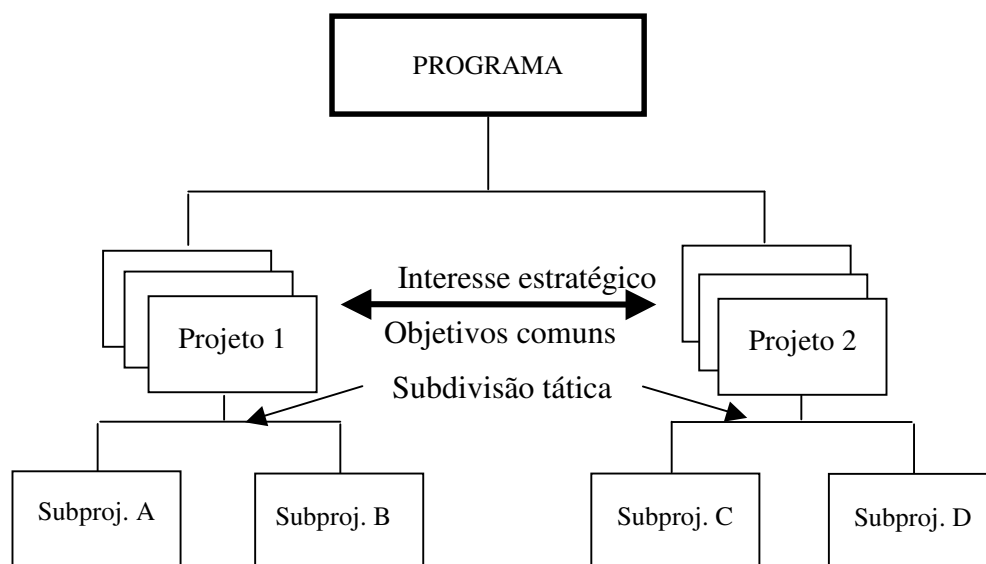 PROGRAMA
Interesse estratégico
Projeto 1
Objetivos comuns
Projeto 2
Subdivisão tática
Subproj. A
Subproj. B
Subproj. C
Subproj. D